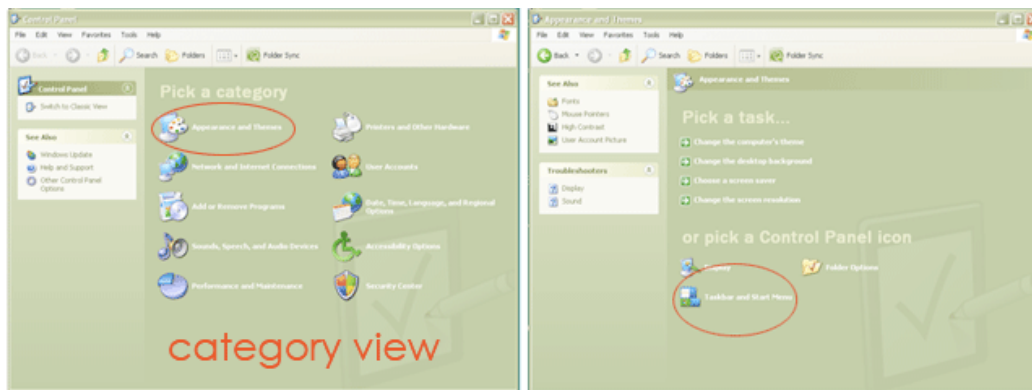 Control Panel
File Edit View Favorites Tools Help
Back Search Folders Folder Sync
Control Panel
Switch to Classic View
See Also
Windows Update
Help and Support
Other Control Panel
Options
Pick a category
Appearance and Themes
Printers and Other Hardware
Network and Internet Connections
User Accounts
Add or Remove Programs
Date, Time, Language, and Regional
Options
Sounds, Speech, and Audio Devices
Accessibility Options
Performance and Maintenance
Security Center
category view
Appearance and Themes
File Edit View Favorites Tools Help
Back Search Folders Folder Sync
See Also
Fonts
Mouse Pointers
High Contrast
User Account Picture
Troubleshooters
Display
Sound
Appearance and Themes
Pick a task...
Change the computer's theme
Change the desktop background
Choose a screen saver
Change the screen resolution
or pick a Control Panel icon
Display
Folder Options
Taskbar and Start Menu